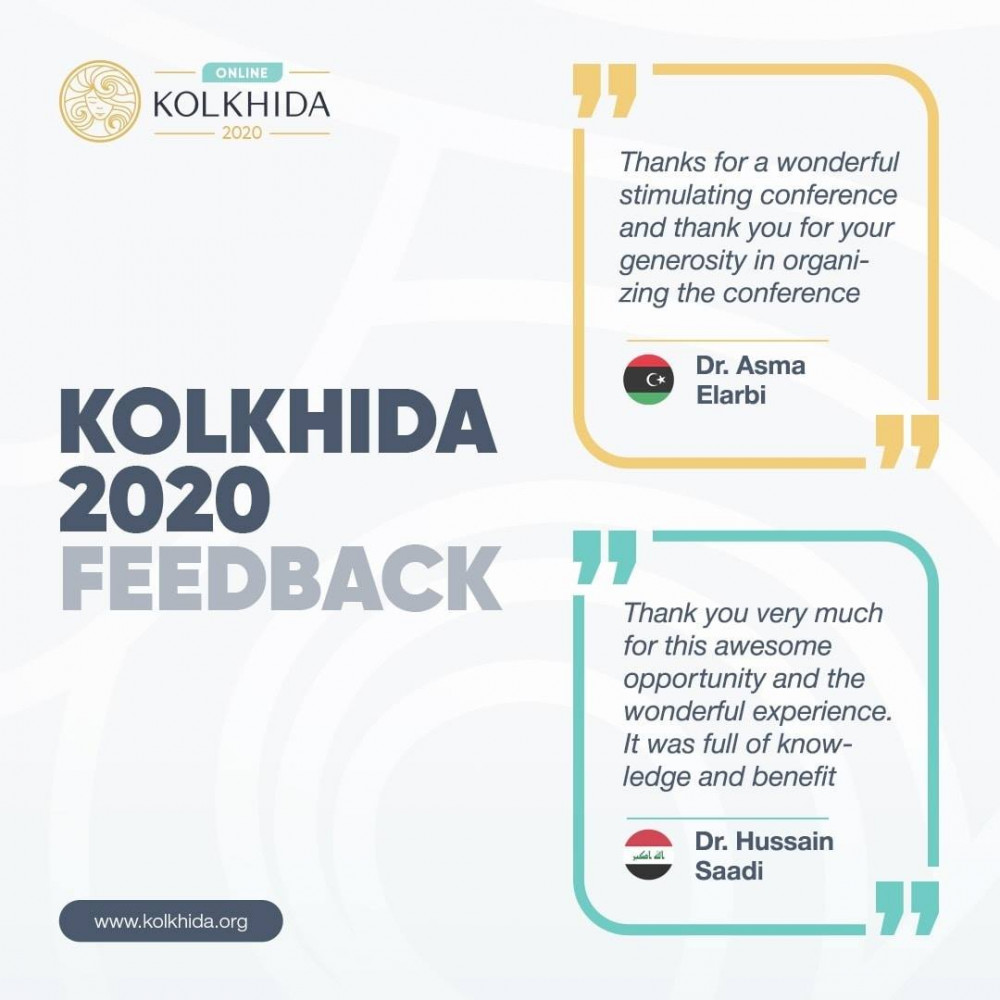 ONLINE
KOLKHIDA
2020
KOLKHIDA
2020
FEEDBACK
www.kolkhida.org
Thanks for a wonderful
stimulating conference
and thank you for your
generosity in organi-
zing the conference
Dr. Asma
Elarbi
Thank you very much
for this awesome
opportunity and the
wonderful experience.
It was full of know-
ledge and benefit
الله اكبر
Dr. Hussain
Saadi